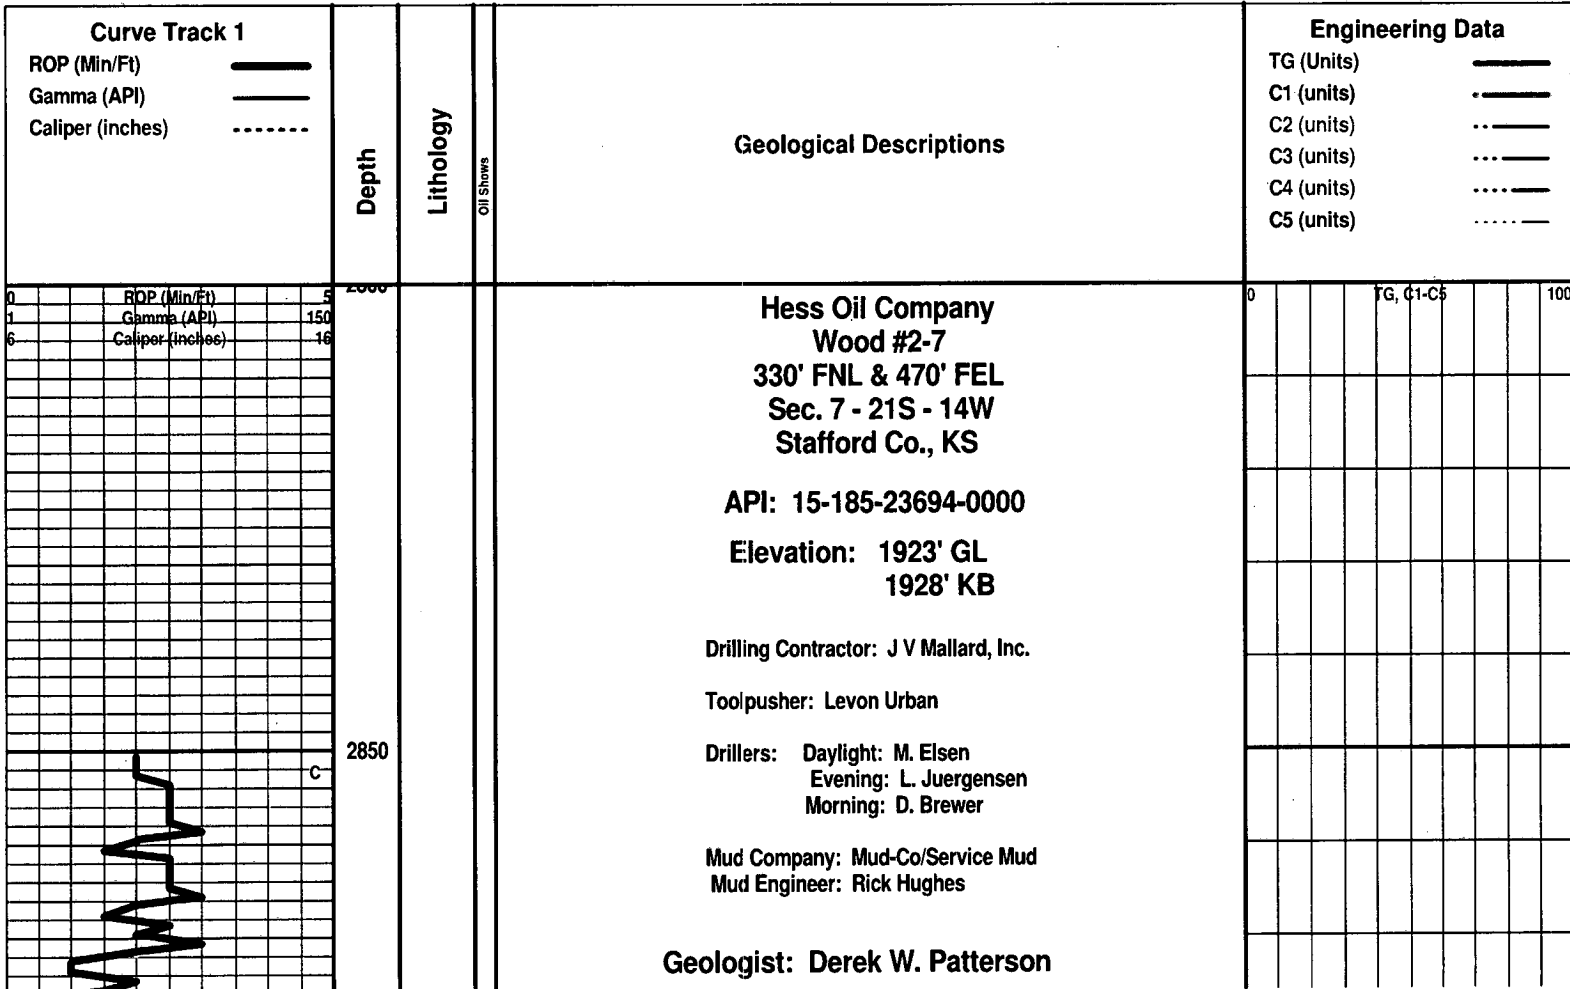 Curve Track 1
ROP (Min/Ft)
Gamma (API)
Caliper (inches)
Depth
Lithology
Oil Shows
Geological Descriptions
Engineering Data
TG (Units)
C1 (units)
C2 (units)
C3 (units)
C4 (units)
C5 (units)
0 ROP (Min/Ft) 5
1 Gamma (API) 150
6 Caliper (inches) 16
0 TG, C1-C5 100
Hess Oil Company
Wood #2-7
330' FNL & 470' FEL
Sec. 7 - 21S - 14W
Stafford Co., KS
API: 15-185-23694-0000
Elevation: 1923' GL
1928' KB
Drilling Contractor: J V Mallard, Inc.
Toolpusher: Levon Urban
2850
C
Drillers: Daylight: M. Elsen
Evening: L. Juergensen
Morning: D. Brewer
Mud Company: Mud-Co/Service Mud
Mud Engineer: Rick Hughes
Geologist: Derek W. Patterson